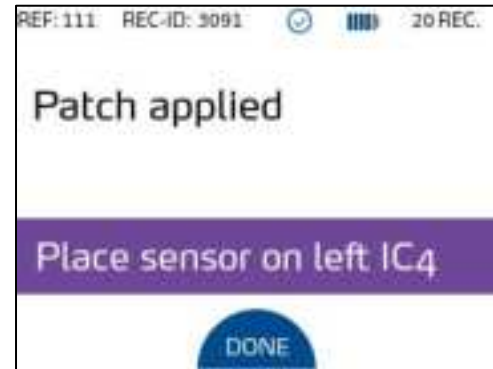 REF: 111 REC-ID: 3091 20 REC.
Patch applied
Place sensor on left IC4
DONE